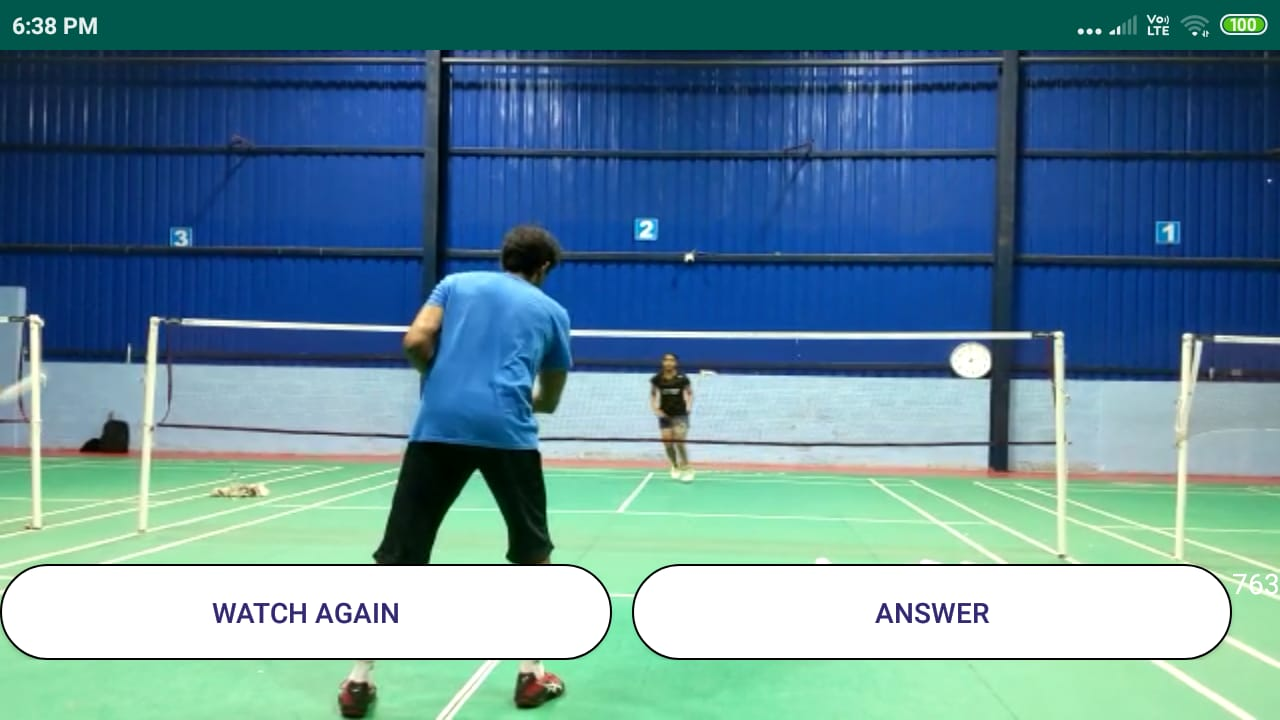 6:38 PM
Vo
LTE
100
3
2
1
763
WATCH AGAIN
ANSWER